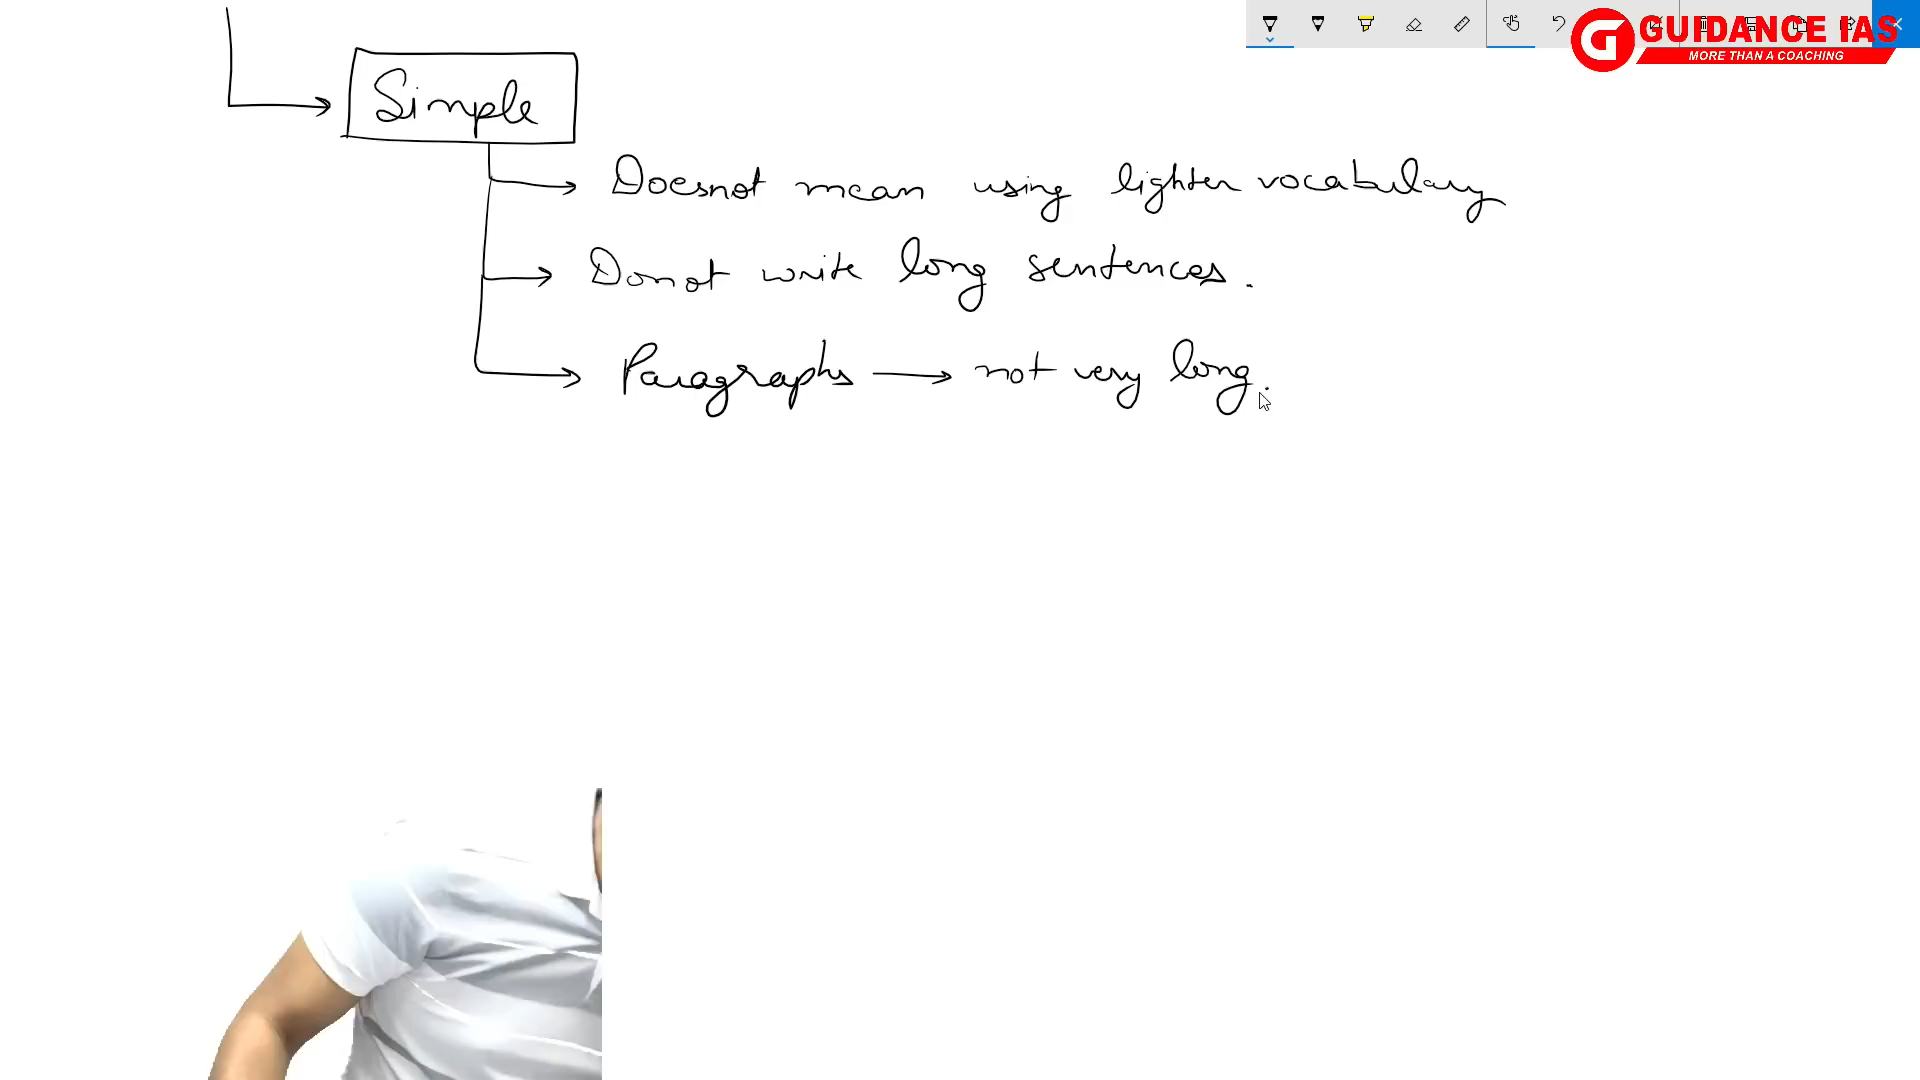 GUIDANCE IAS
MORE THAN A COACHING
Simple
Doesnot mean using lighter vocabulary
Donot write long sentences.
Paragraphs → not very long.